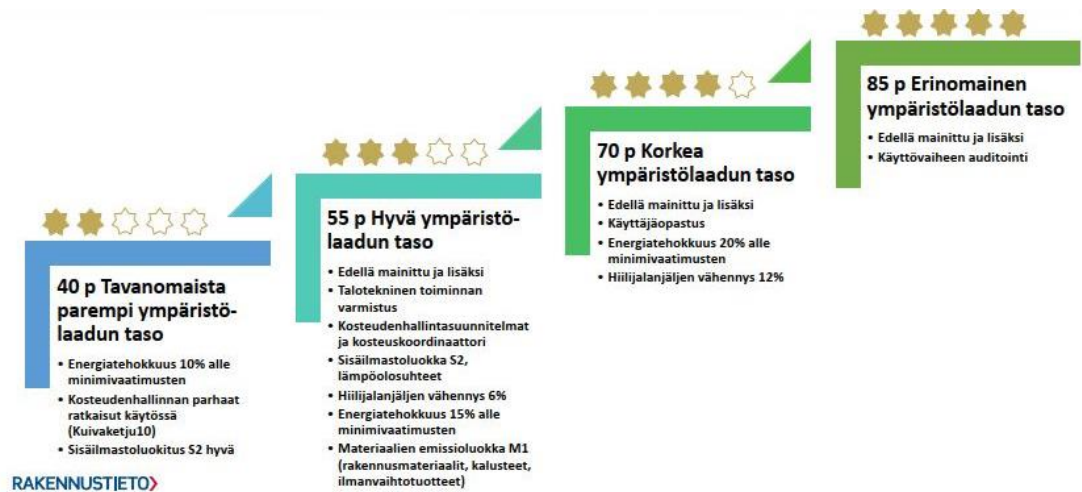 40 p Tavanomaista
parempi ympäristö-
laadun taso
• Energiatehokkuus 10% alle
minimivaatimusten
• Kosteudenhallinnan parhaat
ratkaisut käytössä
(Kuivaketju10)
• Sisäilmastoluokitus S2 hyvä
55 p Hyvä ympäristö-
laadun taso
• Edellä mainittu ja lisäksi
• Talotekninen toiminnan
varmistus
• Kosteudenhallintasuunnitelmat
ja kosteuskoordinaattori
• Sisäilmastoluokka S2,
lämpöolosuhteet
• Hiilijalanjäljen vähennys 6%
• Energiatehokkuus 15% alle
minimivaatimusten
• Materiaalien emissioluokka M1
(rakennusmateriaalit, kalusteet,
ilmanvaihtotuotteet)
70 p Korkea
ympäristölaadun taso
• Edellä mainittu ja lisäksi
• Käyttäjäopastus
• Energiatehokkuus 20% alle
minimivaatimusten
• Hiilijalanjäljen vähennys 12%
85 p Erinomainen
ympäristölaadun taso
• Edellä mainittu ja lisäksi
• Käyttövaiheen auditointi
RAKENNUSTIETO